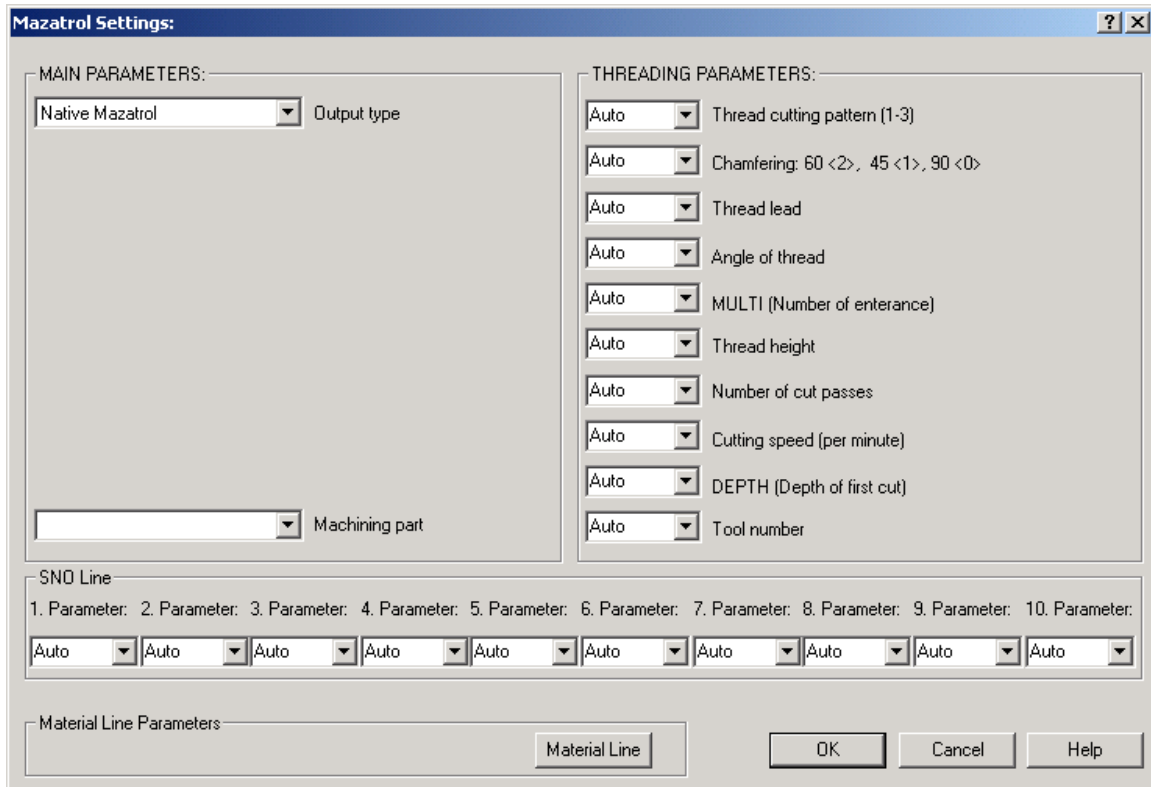 Mazatrol Settings:
MAIN PARAMETERS:
Native Mazatrol Output type
Machining part
THREADING PARAMETERS:
Auto Thread cutting pattern (1-3)
Auto Chamfering: 60 <2>, 45 <1>, 90 <0>
Auto Thread lead
Auto Angle of thread
Auto MULTI (Number of enterance)
Auto Thread height
Auto Number of cut passes
Auto Cutting speed (per minute)
Auto DEPTH (Depth of first cut)
Auto Tool number
SNO Line
1. Parameter: 2. Parameter: 3. Parameter: 4. Parameter: 5. Parameter: 6. Parameter: 7. Parameter: 8. Parameter: 9. Parameter: 10. Parameter:
Auto Auto Auto Auto Auto Auto Auto Auto Auto Auto
Material Line Parameters
Material Line OK Cancel Help